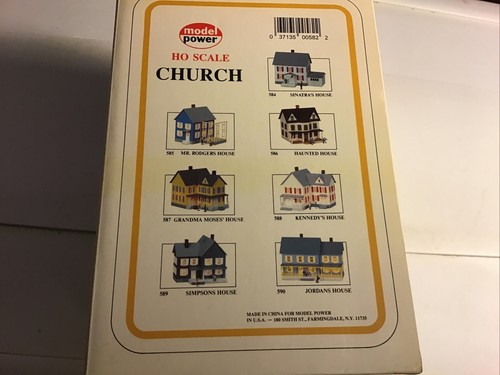 model
power
HO SCALE
CHURCH
0 37135 00582 2
584 SINATRA'S HOUSE
585 MR. RODGERS HOUSE
586 HAUNTED HOUSE
587 GRANDMA MOSES' HOUSE
588 KENNEDY'S HOUSE
589 SIMPSONS HOUSE
590 JORDANS HOUSE
MADE IN CHINA FOR MODEL POWER
IN U.S.A. — 180 SMITH ST., FARMINGDALE, N.Y. 11735